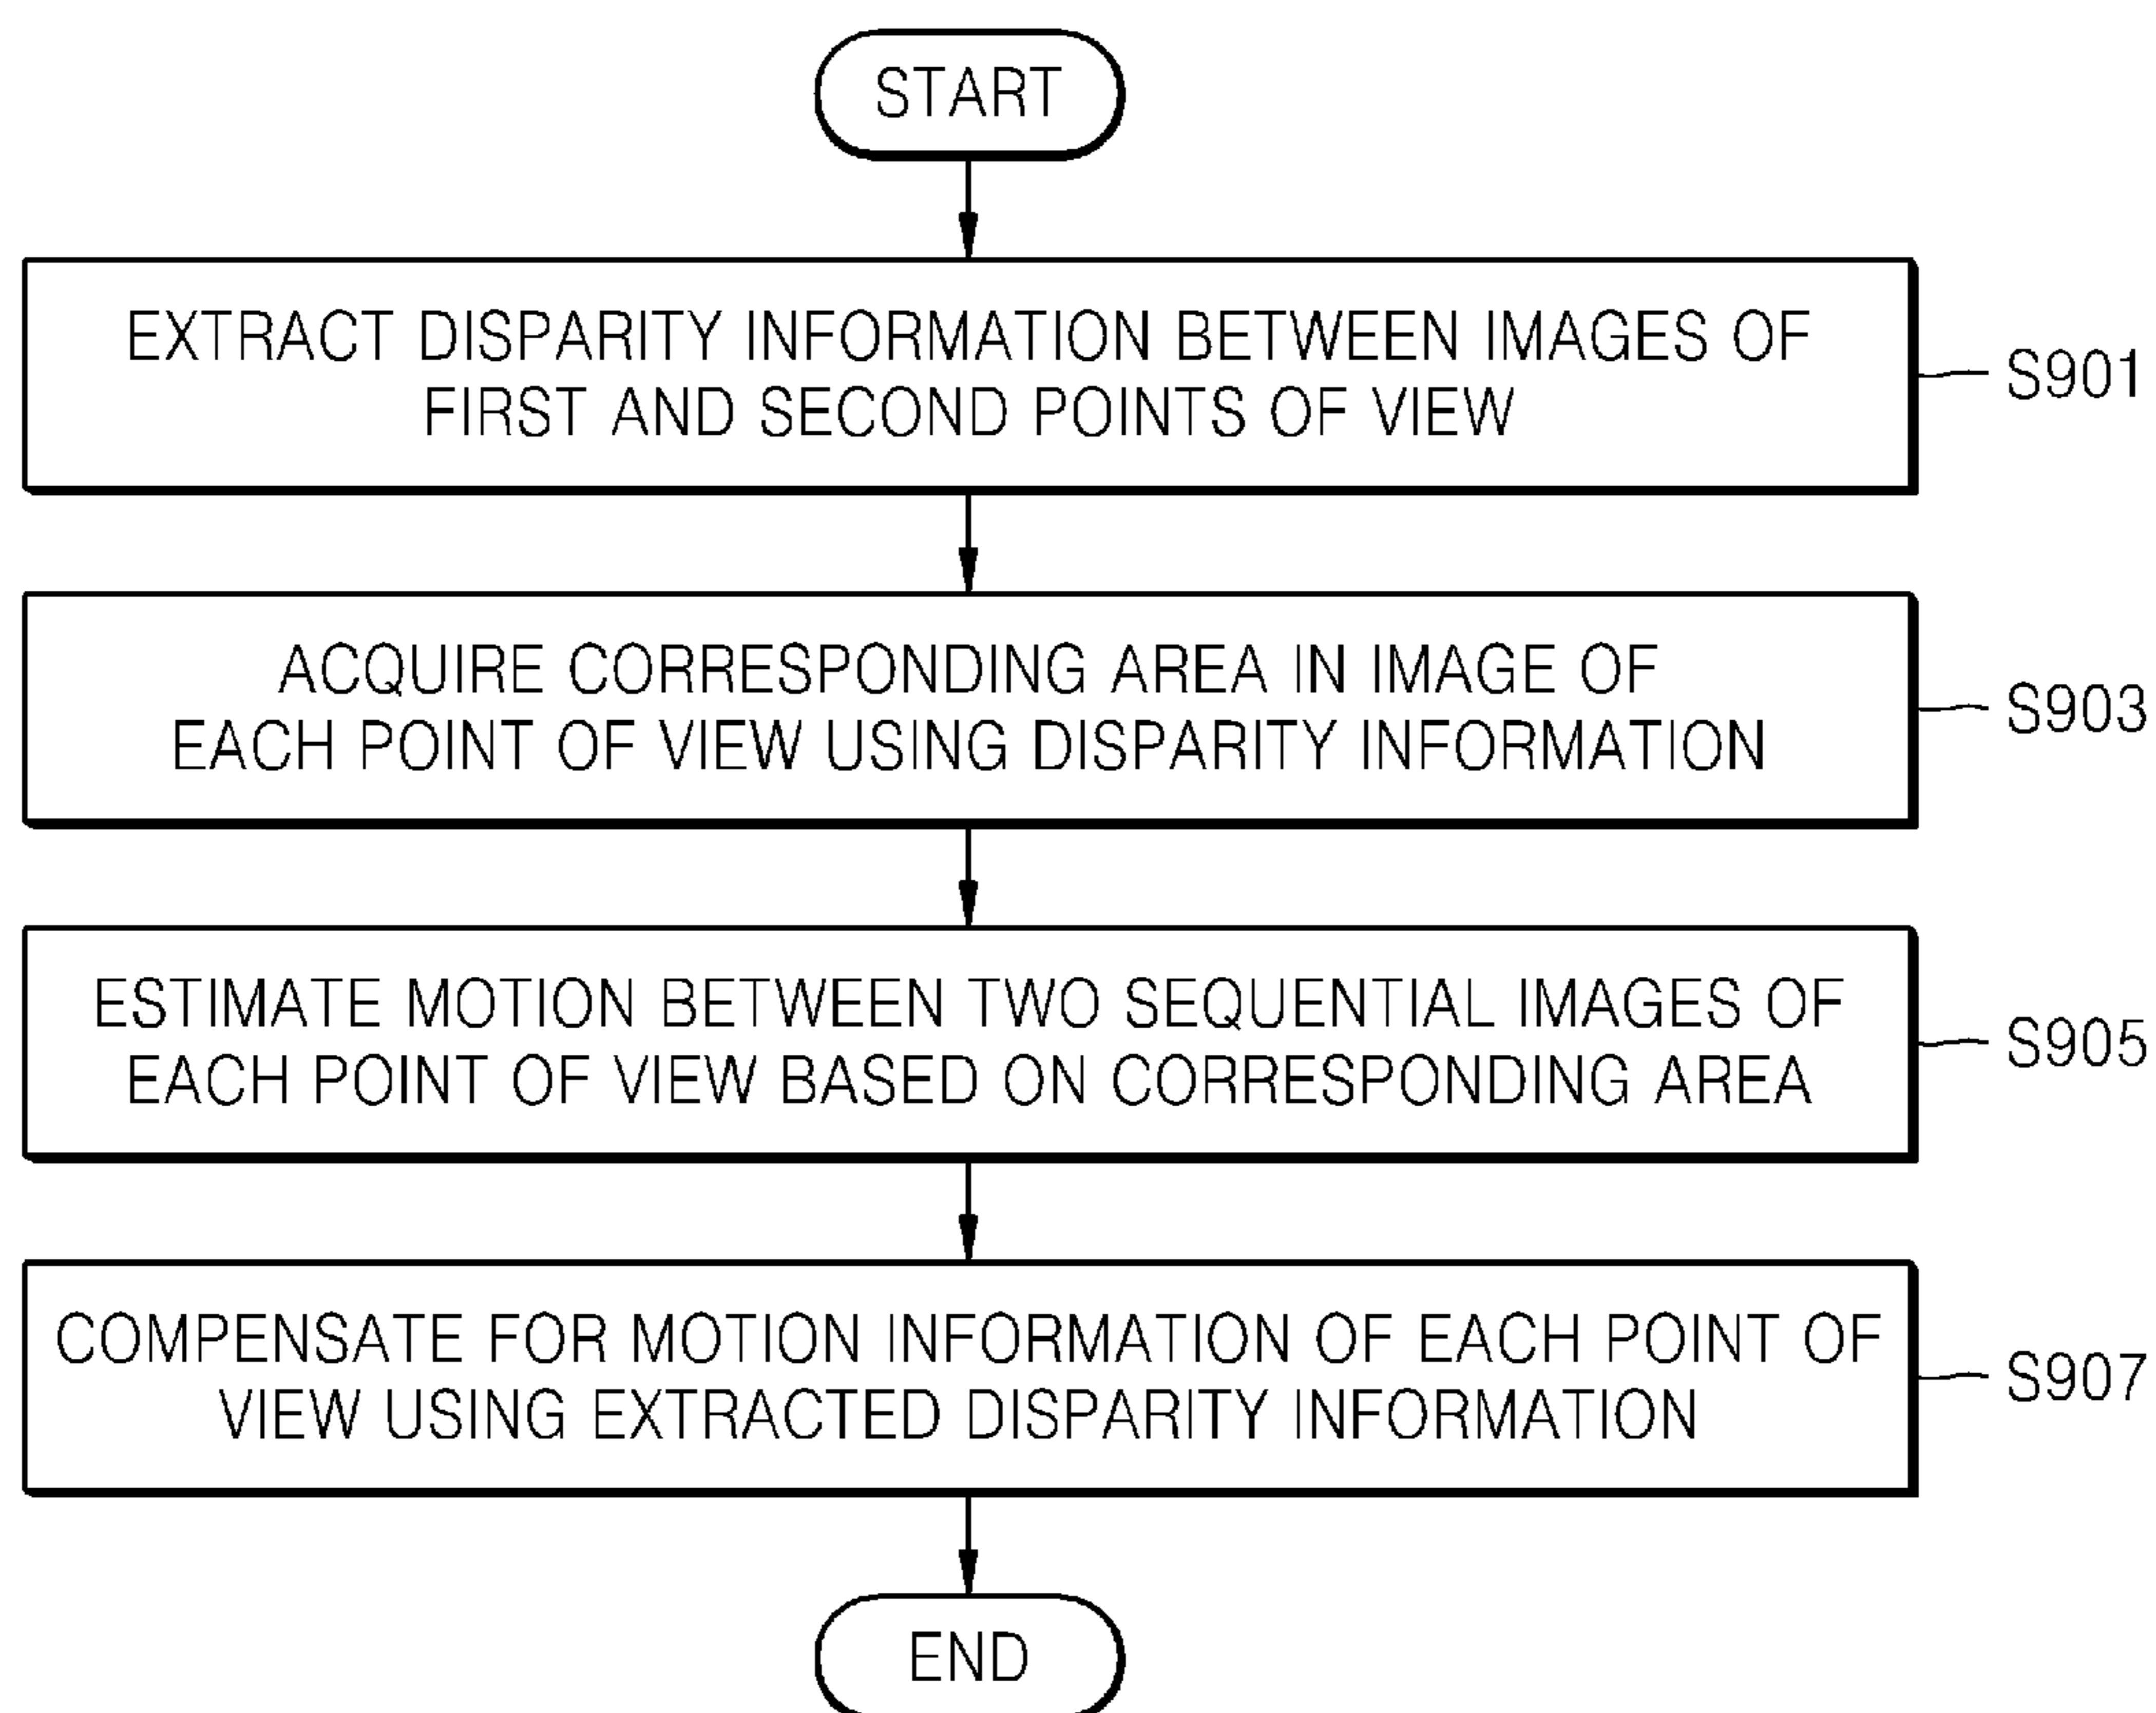 START
EXTRACT DISPARITY INFORMATION BETWEEN IMAGES OF
FIRST AND SECOND POINTS OF VIEW
S901
ACQUIRE CORRESPONDING AREA IN IMAGE OF
EACH POINT OF VIEW USING DISPARITY INFORMATION
S903
ESTIMATE MOTION BETWEEN TWO SEQUENTIAL IMAGES OF
EACH POINT OF VIEW BASED ON CORRESPONDING AREA
S905
COMPENSATE FOR MOTION INFORMATION OF EACH POINT OF
VIEW USING EXTRACTED DISPARITY INFORMATION
S907
END